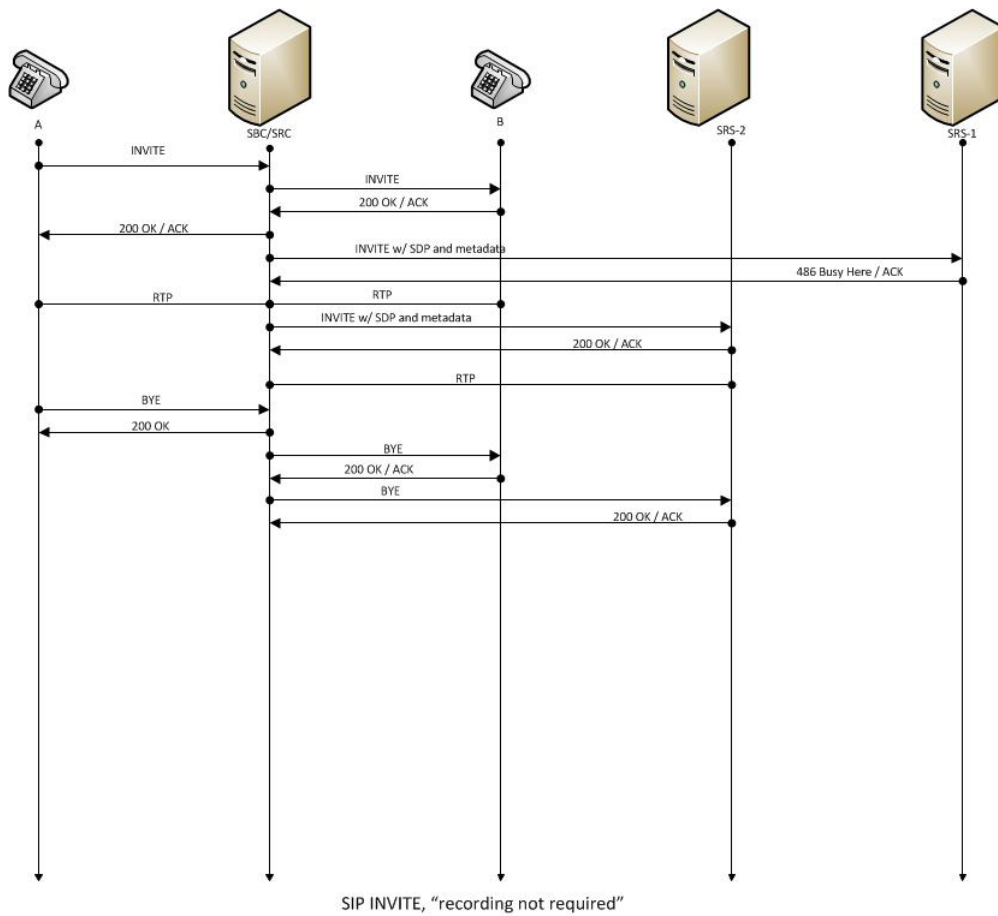 A
SBC/SRC
B
SRS-2
SRS-1
INVITE
INVITE
200 OK / ACK
200 OK / ACK
INVITE w/ SDP and metadata
486 Busy Here / ACK
RTP
RTP
INVITE w/ SDP and metadata
200 OK / ACK
RTP
BYE
200 OK
BYE
200 OK / ACK
BYE
200 OK / ACK
SIP INVITE, “recording not required”